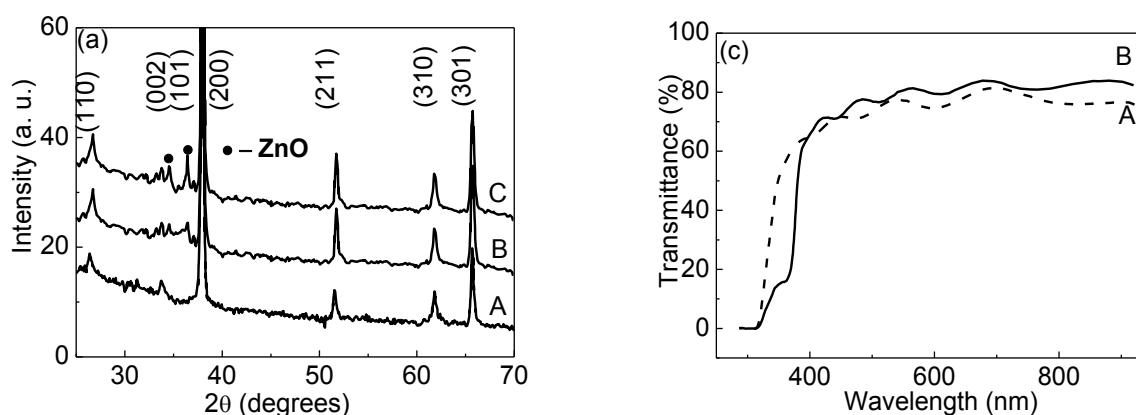 (a)
Intensity (a. u.)
60
40
20
0
(110)
(002)
(101)
(200)
(211)
(310)
(301)
● – ZnO
C
B
A
30
40
50
60
70
2θ (degrees)
(c)
Transmittance (%)
100
80
60
40
20
0
B
A
400
600
800
Wavelength (nm)